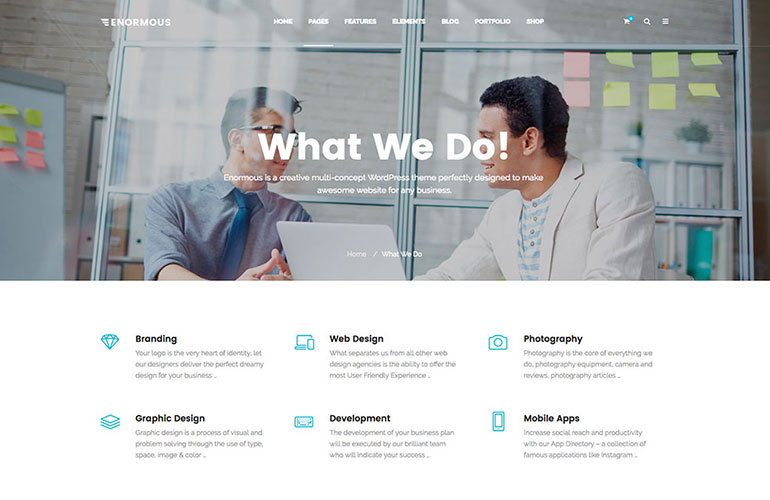 ENORMOUS
HOME PAGES FEATURES ELEMENTS BLOG PORTFOLIO SHOP
What We Do!
Enormous is a creative multi-concept WordPress theme perfectly designed to make
awesome website for any business.
Home / What We Do
Branding
Your logo is the very heart of identity, let
our designers deliver the perfect dreamy
design for your business ...
Web Design
What separates us from all other web
design agencies is the ability to offer the
most User Friendly Experience ...
Photography
Photography is the core of everything we
do, photography equipment, camera and
reviews, photography articles ...
Graphic Design
Graphic design is a process of visual and
problem solving through the use of type,
space, image & color ...
Development
The development of your business plan
will be executed by our brilliant team
who will indicate your success ...
Mobile Apps
Increase social reach and productivity
with our App Directory – a collection of
famous applications like Instagram ...